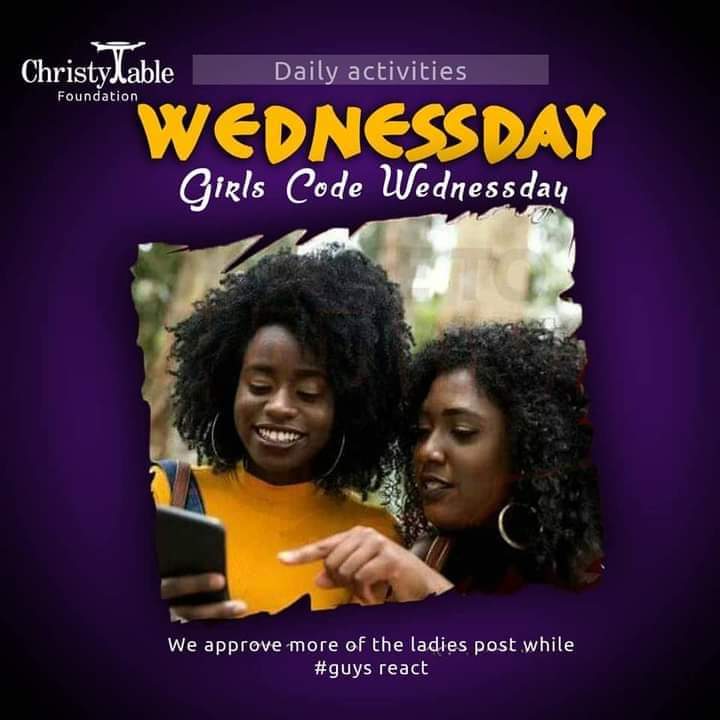 ChristyTable
Foundation
Daily activities
WEDNESSDAY
Girls Code Wednessday
We approve more of the ladies post while
#guys react